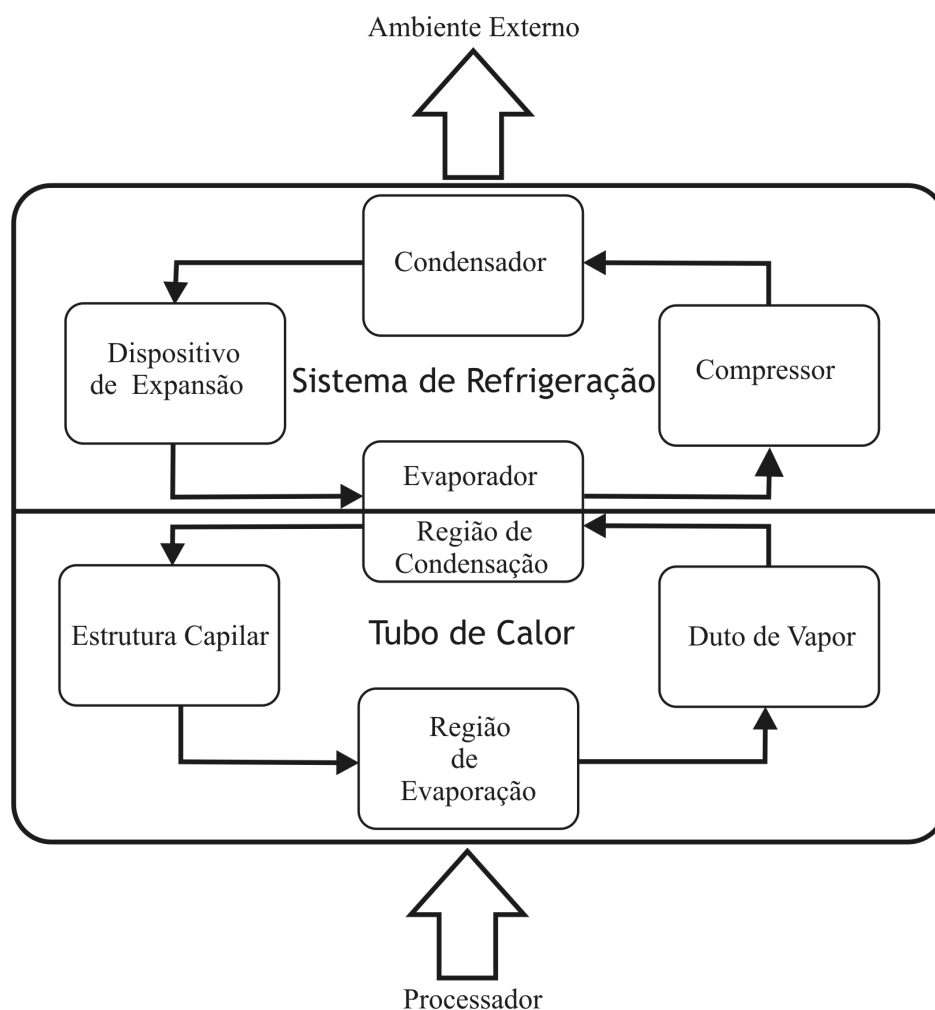 Ambiente Externo
Condensador
Dispositivo
de Expansão
Sistema de Refrigeração
Compressor
Evaporador
Região de
Condensação
Estrutura Capilar
Tubo de Calor
Duto de Vapor
Região
de
Evaporação
Processador